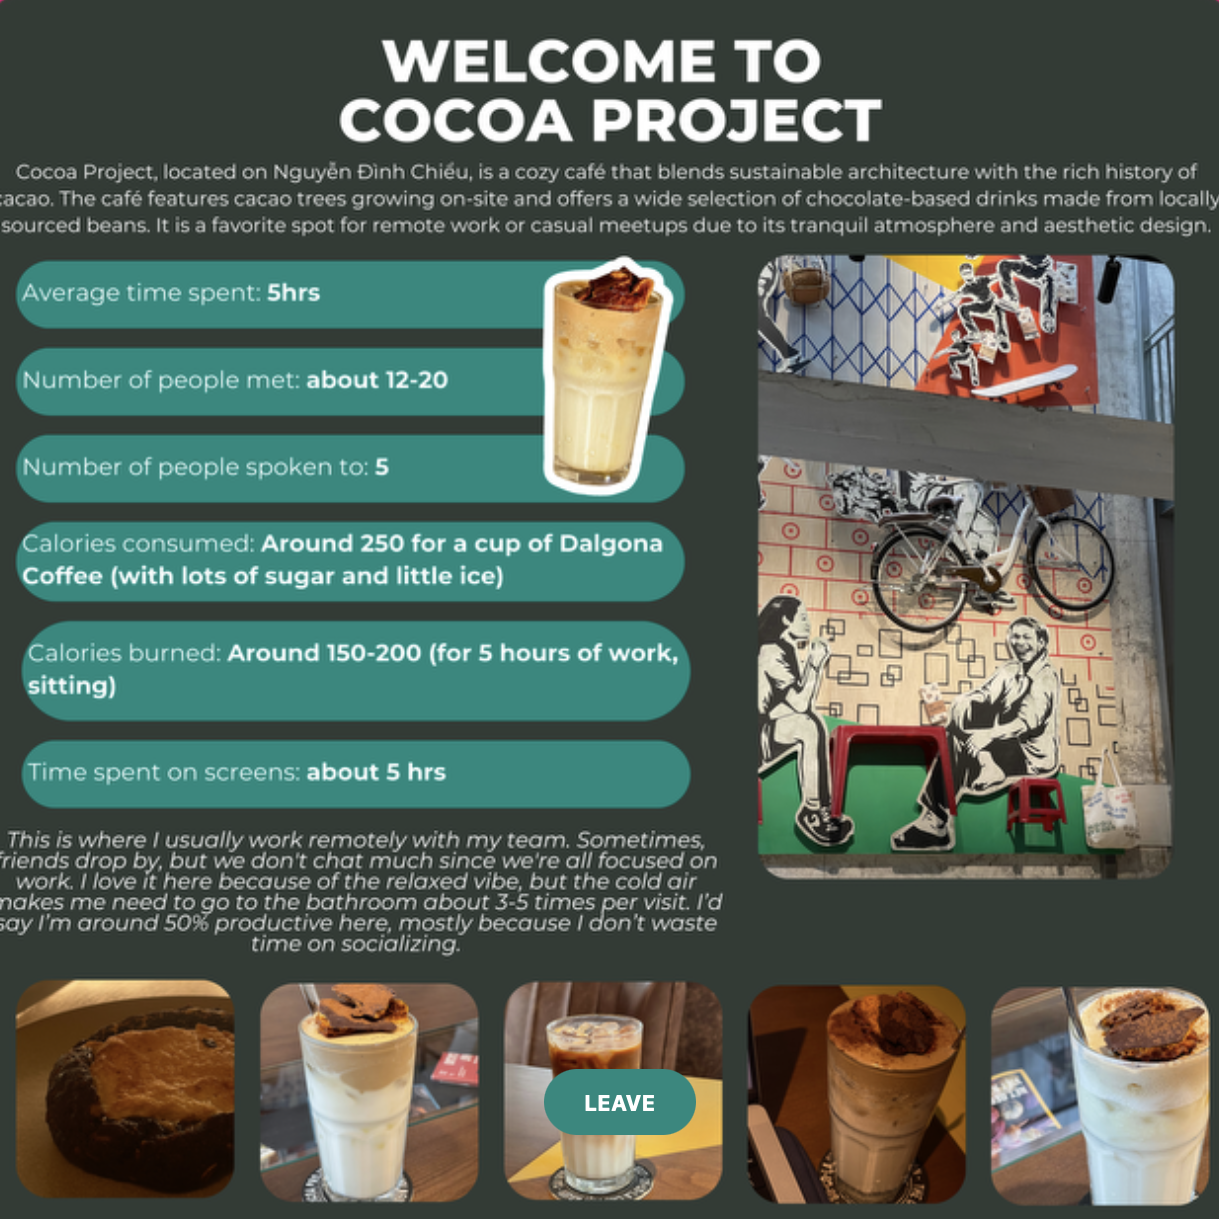 WELCOME TO
COCOA PROJECT
Cocoa Project, located on Nguyễn Đình Chiểu, is a cozy café that blends sustainable architecture with the rich history of
cacao. The café features cacao trees growing on-site and offers a wide selection of chocolate-based drinks made from locally
sourced beans. It is a favorite spot for remote work or casual meetups due to its tranquil atmosphere and aesthetic design.
Average time spent: 5hrs
Number of people met: about 12-20
Number of people spoken to: 5
Calories consumed: Around 250 for a cup of Dalgona
Coffee (with lots of sugar and little ice)
Calories burned: Around 150-200 (for 5 hours of work,
sitting)
Time spent on screens: about 5 hrs
This is where I usually work remotely with my team. Sometimes,
friends drop by, but we don't chat much since we're all focused on
work. I love it here because of the relaxed vibe, but the cold air
makes me need to go to the bathroom about 3-5 times per visit. I'd
say I'm around 50% productive here, mostly because I don't waste
time on socializing.
LEAVE